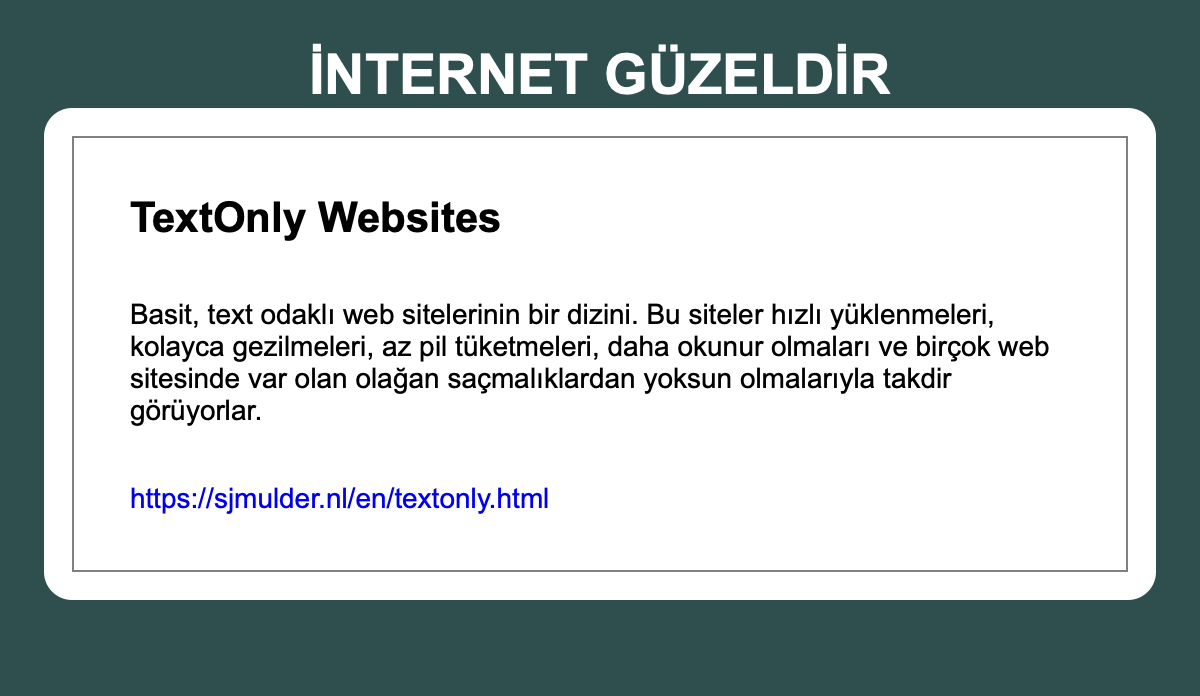 İNTERNET GÜZELDİR
TextOnly Websites
Basit, text odaklı web sitelerinin bir dizini. Bu siteler hızlı yüklenmeleri,
kolayca gezilmeleri, az pil tüketmeleri, daha okunur olmaları ve birçok web
sitesinde var olan olağan saçmalıklardan yoksun olmalarıyla takdir
görüyorlar.
https://sjmulder.nl/en/textonly.html